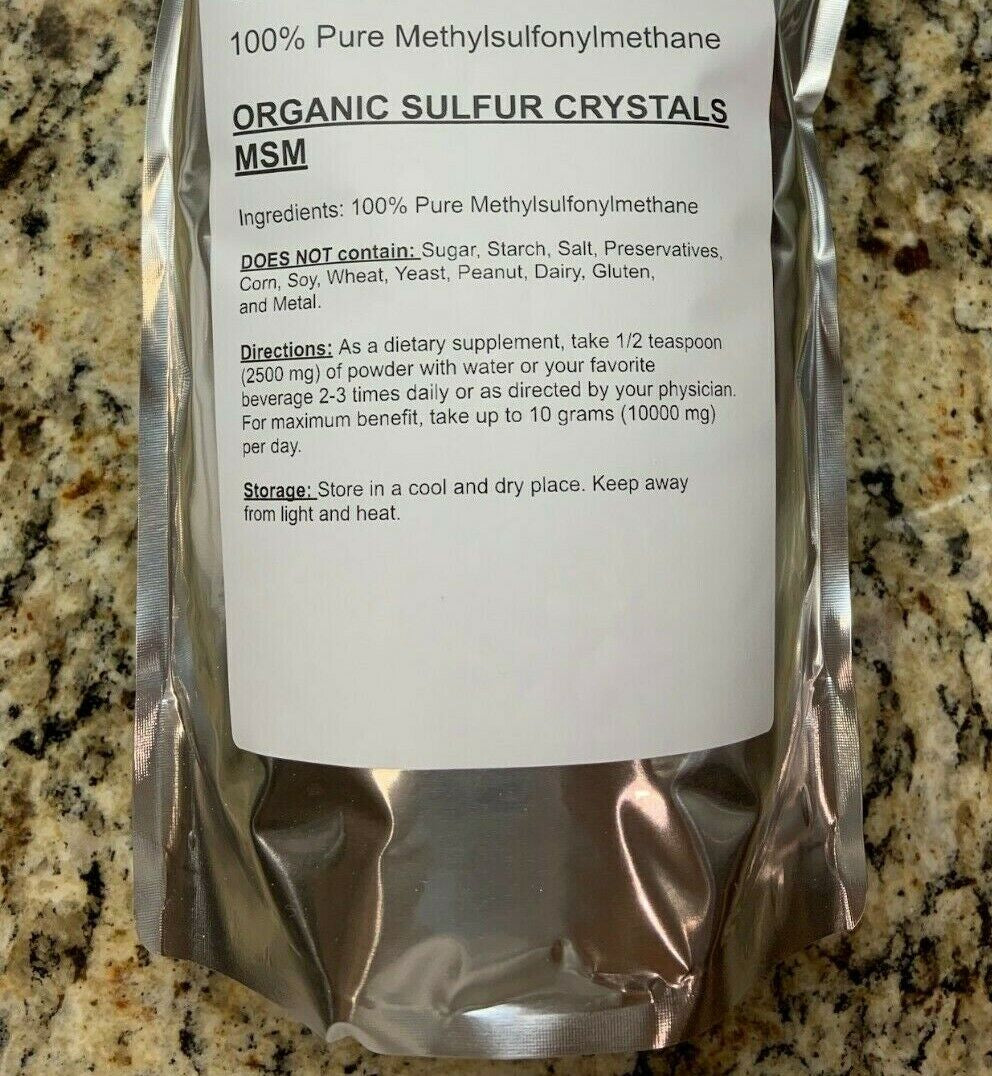 100% Pure Methylsulfonylmethane
ORGANIC SULFUR CRYSTALS
MSM
Ingredients: 100% Pure Methylsulfonylmethane
DOES NOT contain: Sugar, Starch, Salt, Preservatives,
Corn, Soy, Wheat, Yeast, Peanut, Dairy, Gluten,
and Metal.
Directions: As a dietary supplement, take 1/2 teaspoon
(2500 mg) of powder with water or your favorite
beverage 2-3 times daily or as directed by your physician.
For maximum benefit, take up to 10 grams (10000 mg)
per day.
Storage: Store in a cool and dry place. Keep away
from light and heat.